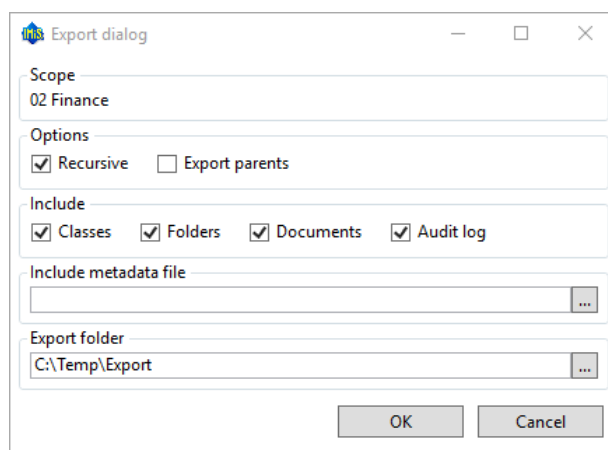 IMiS Export dialog
Scope
02 Finance
Options
Recursive Export parents
Include
Classes Folders Documents Audit log
Include metadata file
...
Export folder
C:\Temp\Export ...
OK Cancel